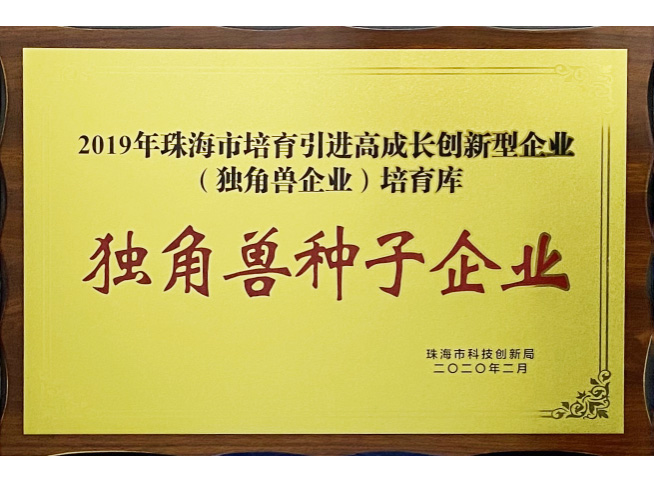 2019年珠海市培育引进高成长创新型企业
（独角兽企业）培育库
独角兽种子企业
珠海市科技创新局
二〇二〇年二月